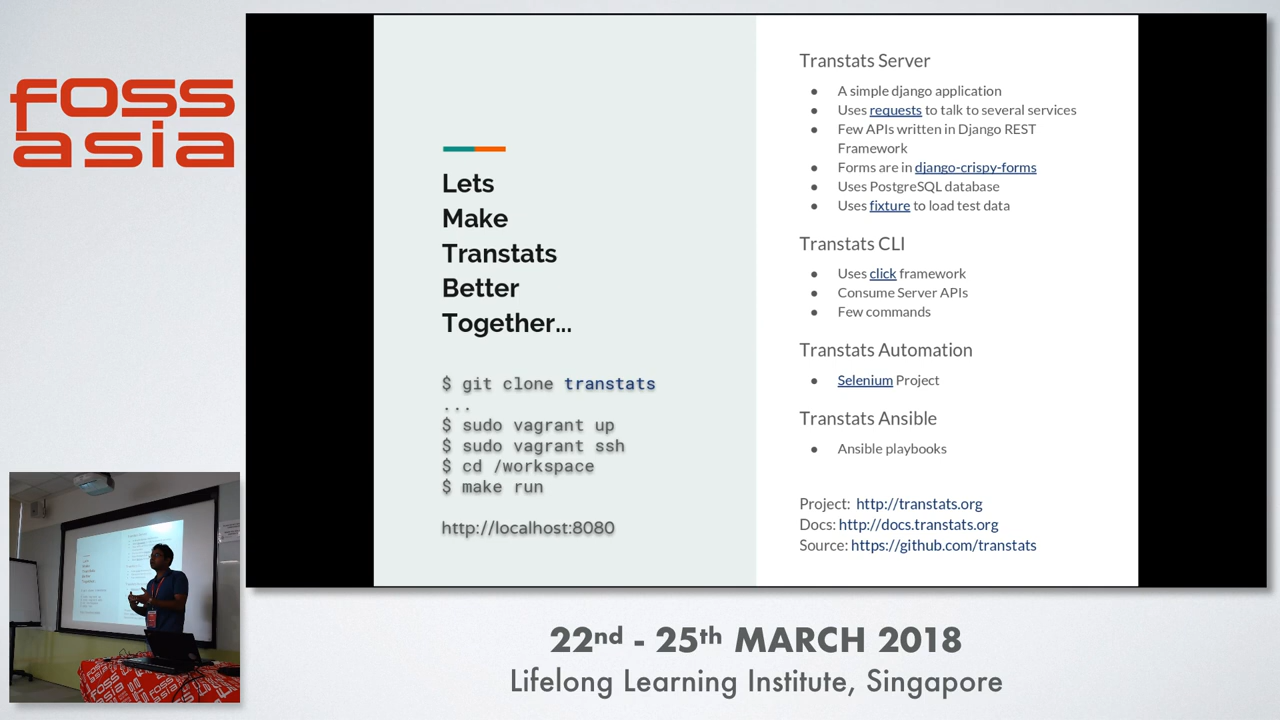 foss
asia
Lets
Make
Transtats
Better
Together...
$ git clone transtats
...
$ sudo vagrant up
$ sudo vagrant ssh
$ cd /workspace
$ make run
http://localhost:8080
Transtats Server
● A simple django application
● Uses requests to talk to several services
● Few APIs written in Django REST
Framework
● Forms are in django-crispy-forms
● Uses PostgreSQL database
● Uses fixture to load test data
Transtats CLI
● Uses click framework
● Consume Server APIs
● Few commands
Transtats Automation
● Selenium Project
Transtats Ansible
● Ansible playbooks
Project: http://transtats.org
Docs: http://docs.transtats.org
Source: https://github.com/transtats
FOSS
asia
22nd - 25th MARCH 2018
Lifelong Learning Institute, Singapore